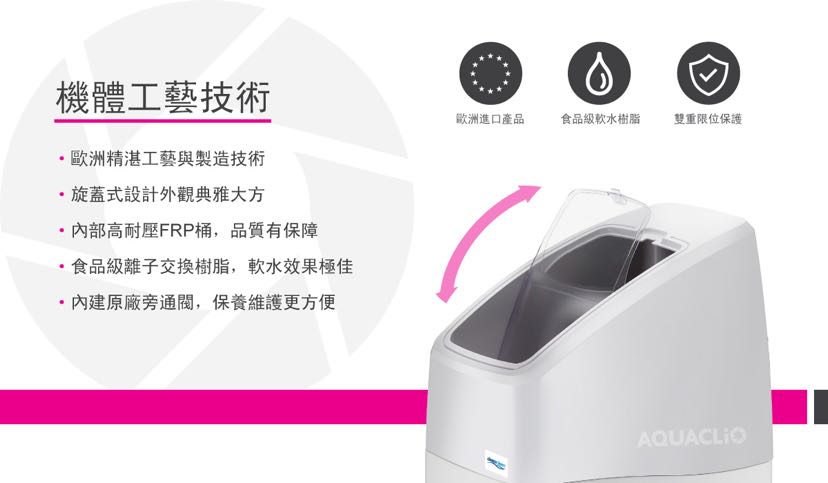 機體工藝技術
歐洲進口產品
食品級軟水樹脂
雙重限位保護
• 歐洲精湛工藝與製造技術
• 旋蓋式設計外觀典雅大方
• 內部高耐壓FRP桶，品質有保障
• 食品級離子交換樹脂，軟水效果極佳
• 內建原廠旁通閥，保養維護更方便
AQUACLiO